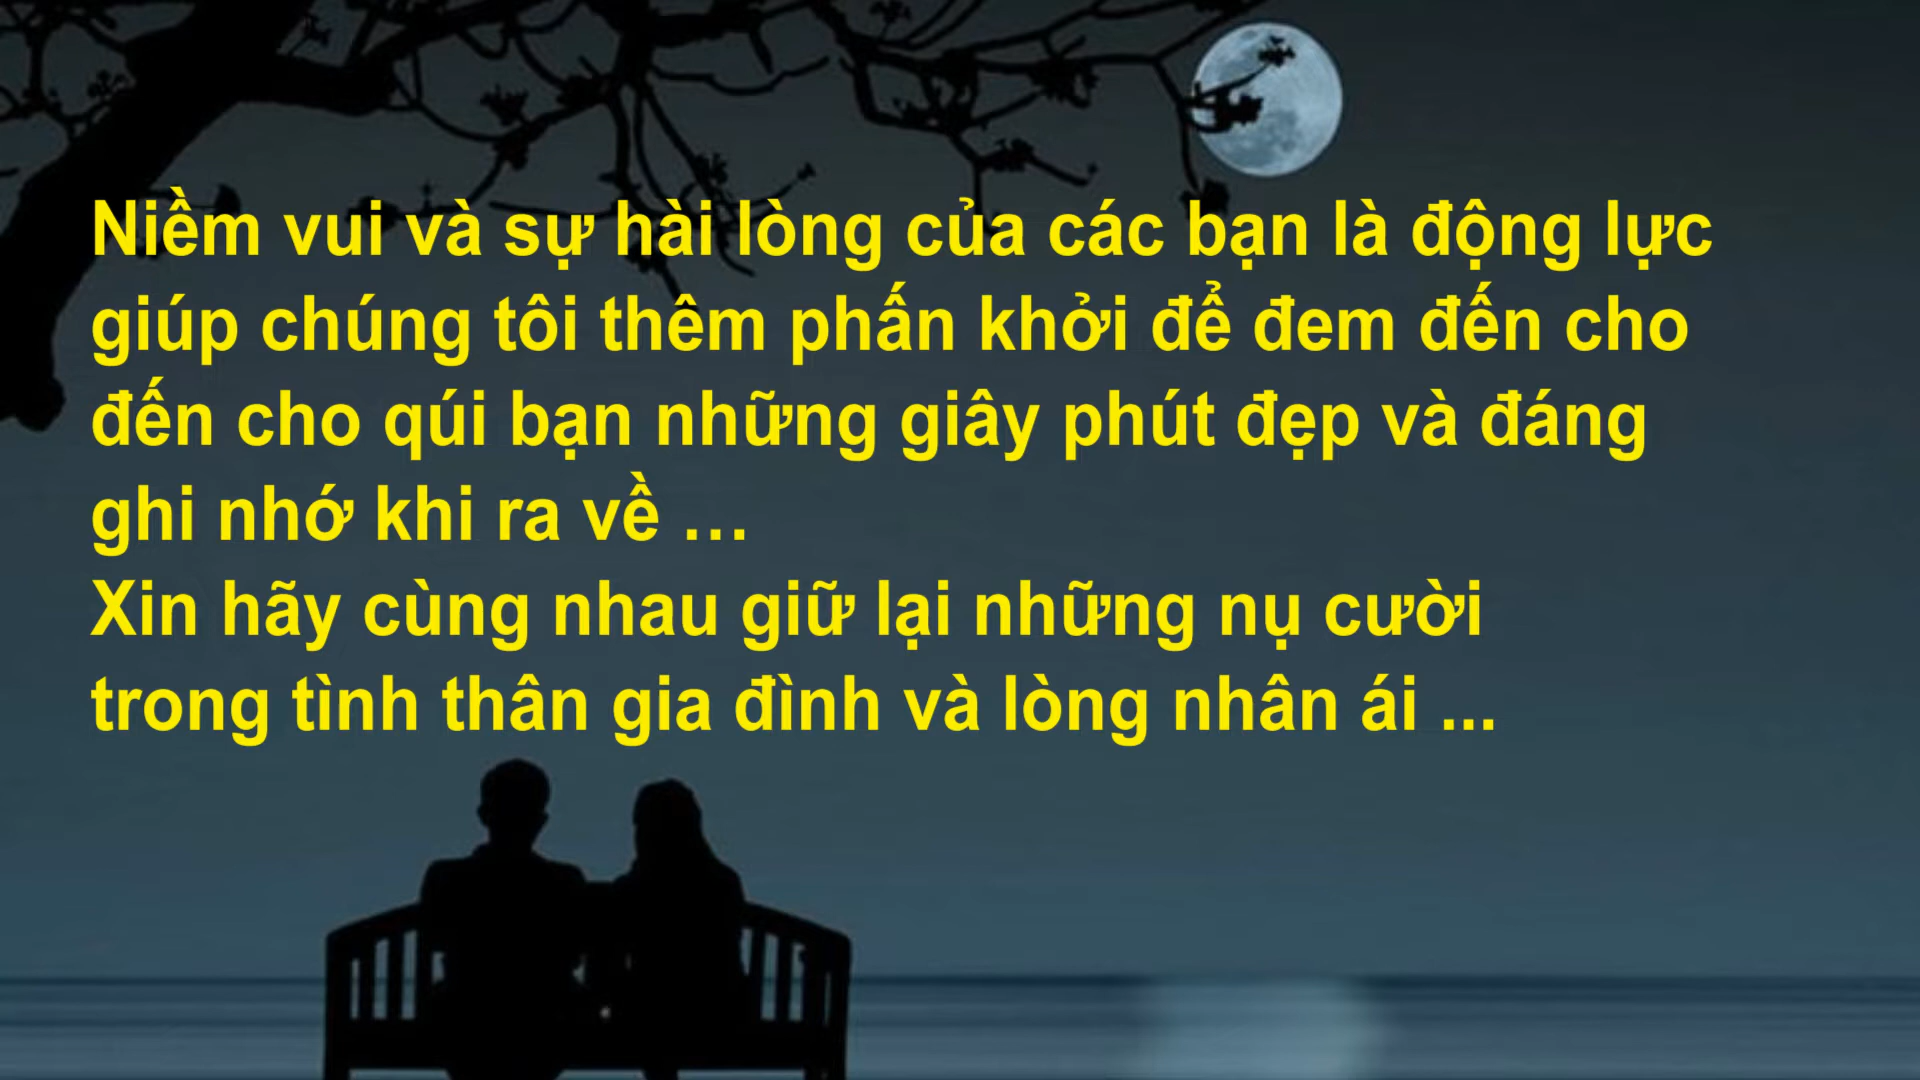 Niềm vui và sự hài lòng của các bạn là động lực
giúp chúng tôi thêm phấn khởi để đem đến cho
đến cho qúi bạn những giây phút đẹp và đáng
ghi nhớ khi ra về …
Xin hãy cùng nhau giữ lại những nụ cười
trong tình thân gia đình và lòng nhân ái ...